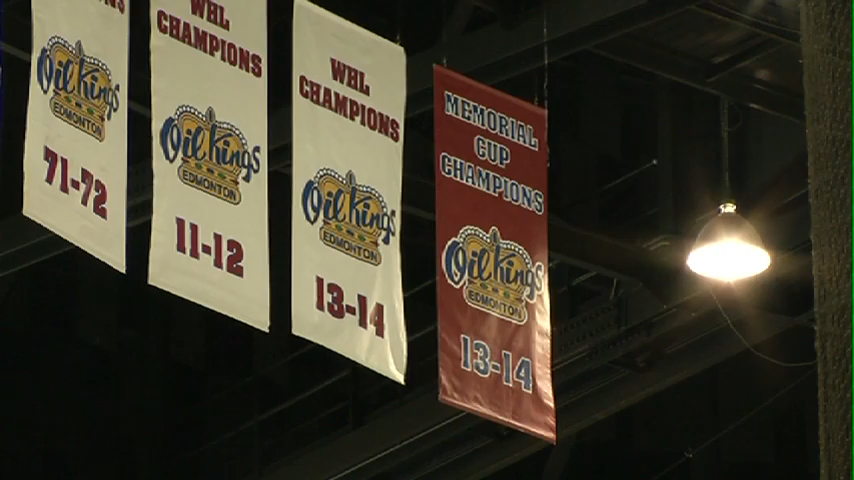 Oil Kings
EDMONTON
71-72
WHL
CHAMPIONS
Oil Kings
EDMONTON
11-12
WHL
CHAMPIONS
Oil Kings
EDMONTON
13-14
MEMORIAL
CUP
CHAMPIONS
Oil Kings
EDMONTON
13-14